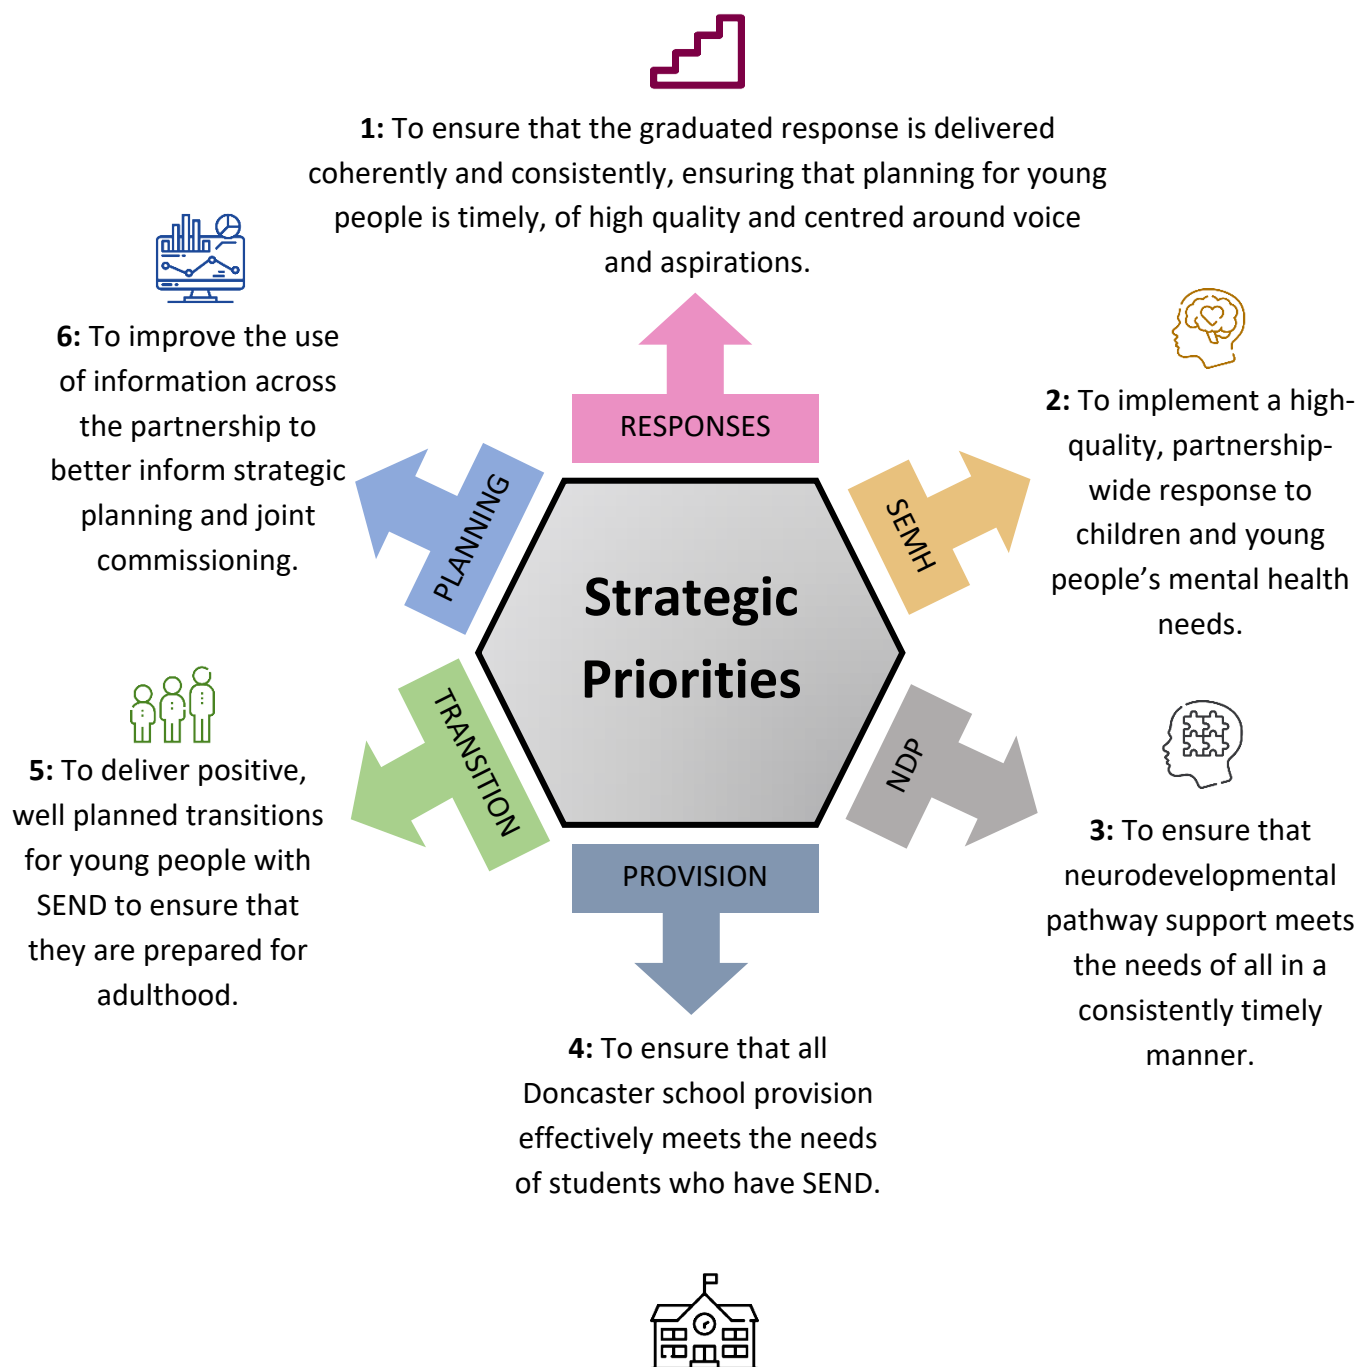 1: To ensure that the graduated response is delivered
coherently and consistently, ensuring that planning for young
people is timely, of high quality and centred around voice
and aspirations.
RESPONSES
2: To implement a high-
quality, partnership-
wide response to
children and young
people’s mental health
needs.
SEMH
3: To ensure that
neurodevelopmental
pathway support meets
the needs of all in a
consistently timely
manner.
NDP
4: To ensure that all
Doncaster school provision
effectively meets the needs
of students who have SEND.
PROVISION
5: To deliver positive,
well planned transitions
for young people with
SEND to ensure that
they are prepared for
adulthood.
TRANSITION
6: To improve the use
of information across
the partnership to
better inform strategic
planning and joint
commissioning.
PLANNING
Strategic
Priorities